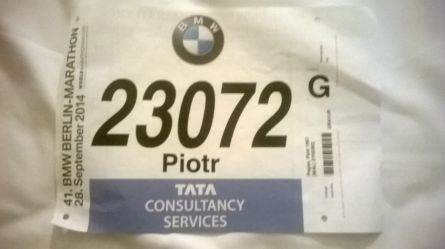 BMW
41. BMW BERLIN-MARATHON
28. September 2014
23072
G
Piotr
TATA
CONSULTANCY
SERVICES